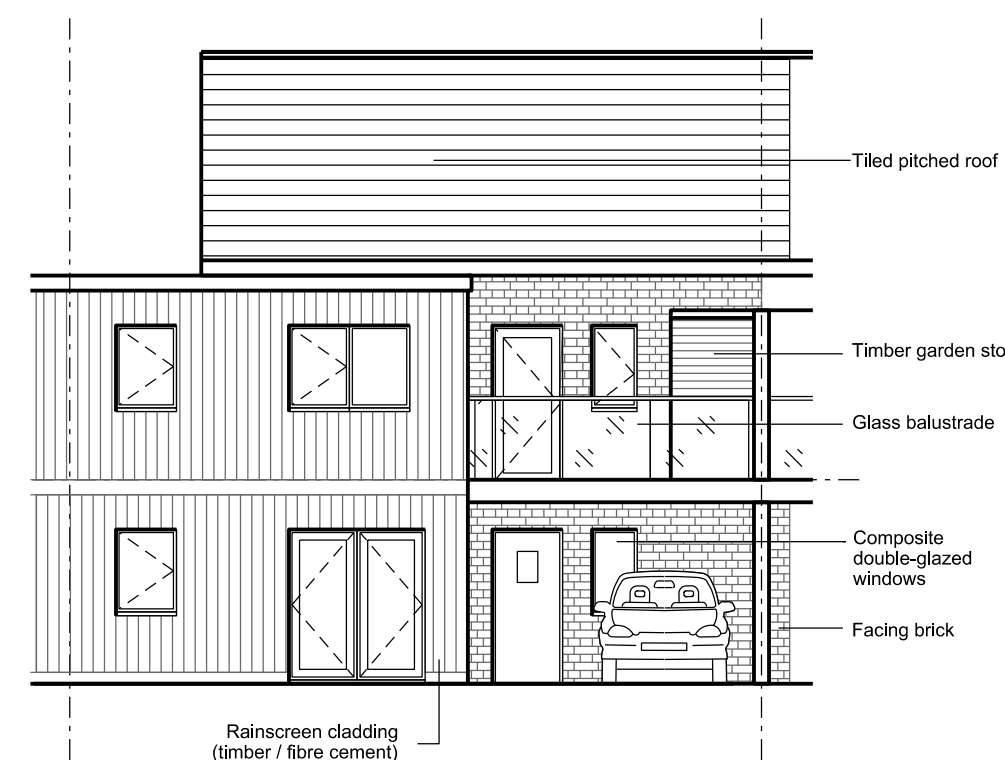 Tiled pitched roof
Timber garden sto
Glass balustrade
Composite
double-glazed
windows
Facing brick
Rainscreen cladding
(timber / fibre cement)